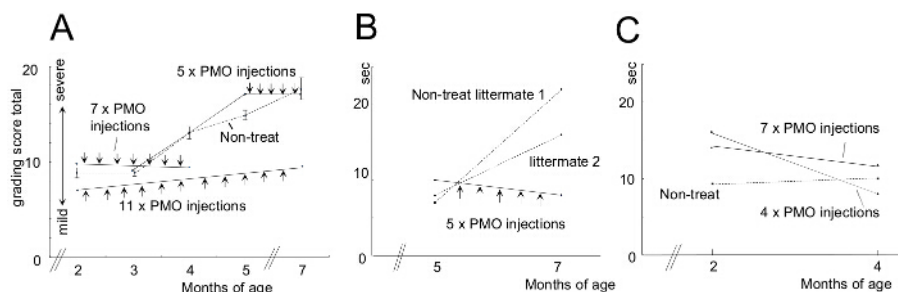 A
20
severe
grading score total
10
mild
0
5 x PMO injections
7 x PMO
injections
Non-treat
11 x PMO injections
2
3
4
5
7
Months of age
B
sec
20
10
0
Non-treat littermate 1
littermate 2
5 x PMO injections
5
7
Months of age
C
sec
20
10
0
7 x PMO injections
Non-treat
4 x PMO injections
2
4
Months of age